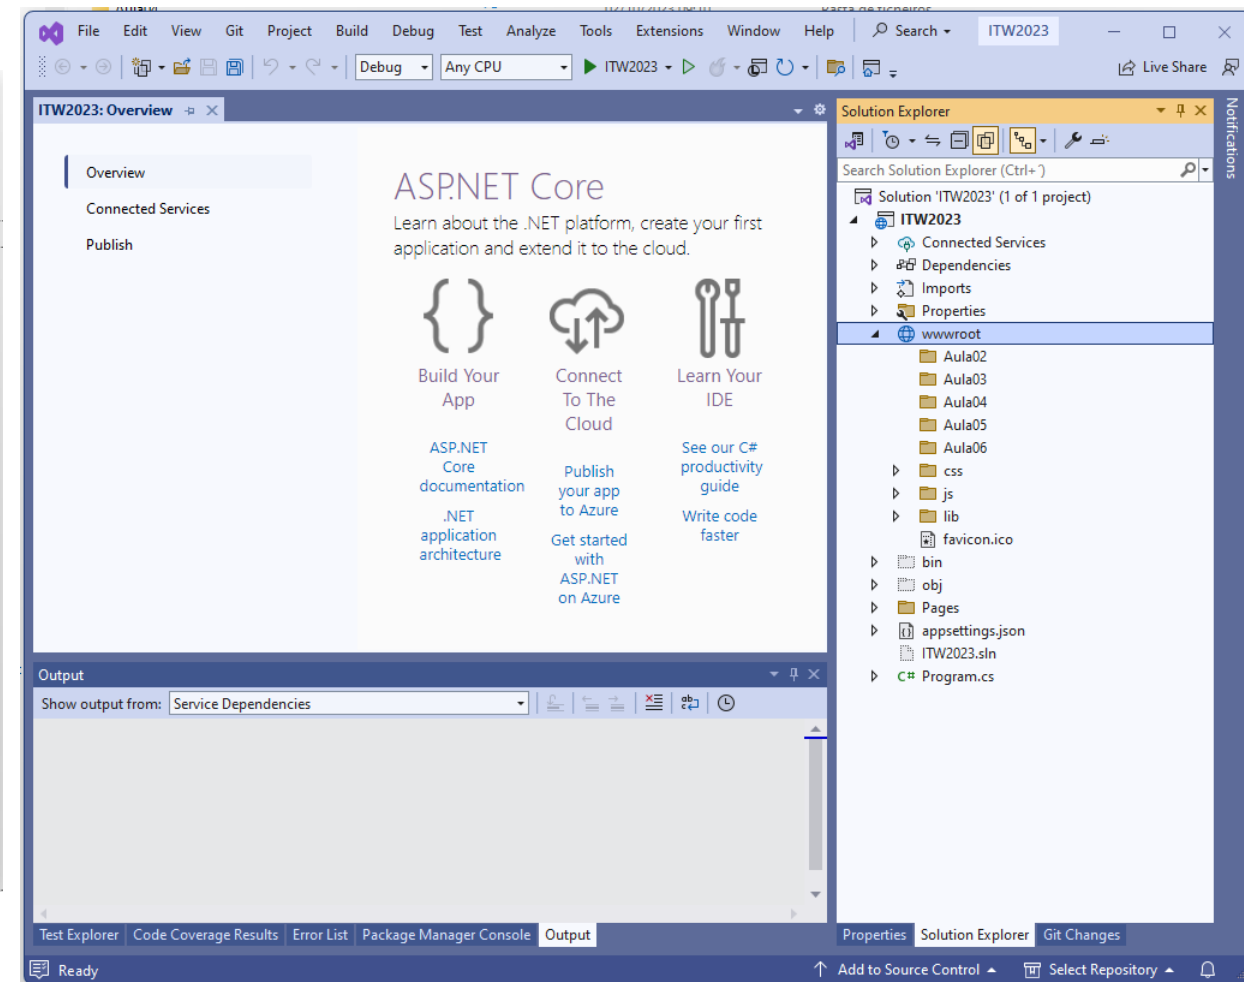 File Edit View Git Project Build Debug Test Analyze Tools Extensions Window Help Search ITW2023
Debug Any CPU ITW2023 Live Share
ITW2023: Overview
Overview
Connected Services
Publish
ASP.NET Core
Learn about the .NET platform, create your first
application and extend it to the cloud.
Build Your
App
ASP.NET
Core
documentation
.NET
application
architecture
Connect
To The
Cloud
Publish
your app
to Azure
Get started
with
ASP.NET
on Azure
Learn Your
IDE
See our C#
productivity
guide
Write code
faster
Output
Show output from: Service Dependencies
Test Explorer Code Coverage Results Error List Package Manager Console Output
Solution Explorer
Search Solution Explorer (Ctrl+´)
Solution 'ITW2023' (1 of 1 project)
ITW2023
Connected Services
Dependencies
Imports
Properties
wwwroot
Aula02
Aula03
Aula04
Aula05
Aula06
css
js
lib
favicon.ico
bin
obj
Pages
appsettings.json
ITW2023.sln
C# Program.cs
Properties Solution Explorer Git Changes
Notifications
Ready Add to Source Control Select Repository